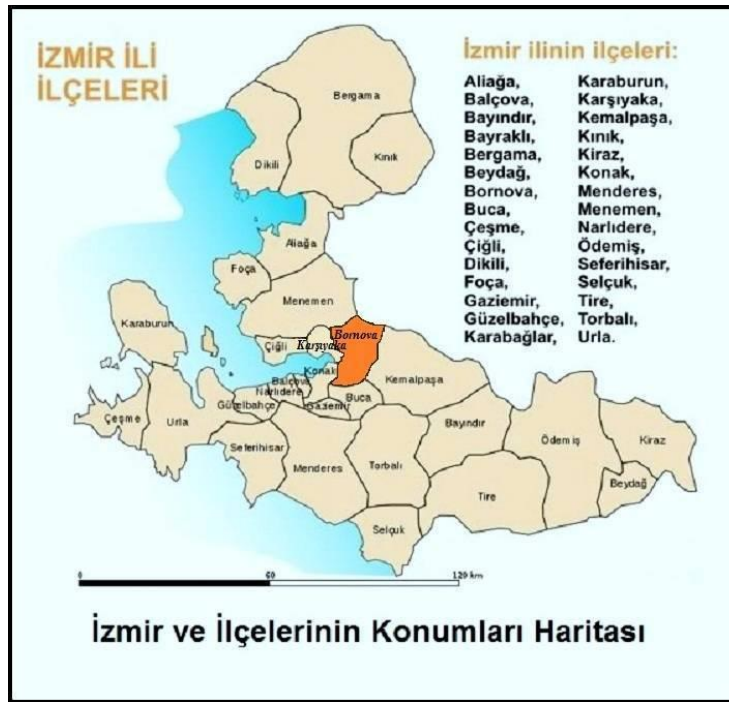 İZMİR İLİ
İLÇELERİ
İzmir ilinin ilçeleri:
Aliağa, Karaburun,
Balçova, Karşıyaka,
Bayındır, Kemalpaşa,
Bayraklı, Kınık,
Bergama, Kiraz,
Beydağ, Konak,
Bornova, Menderes,
Buca, Menemen,
Çeşme, Narlıdere,
Çiğli, Ödemiş,
Dikili, Seferihisar,
Foça, Selçuk,
Gaziemir, Tire,
Güzelbahçe, Torbalı,
Karabağlar, Urla.
Bergama
Dikili
Kınık
Aliağa
Foça
Menemen
Karaburun
Bornova
Çiğli
Karşıyaka
Konak
Balçova
Kemalpaşa
Narlıdere
Buca
Güzelbahçe
Gaziemir
Çeşme
Urla
Bayındır
Seferihisar
Ödemiş
Kiraz
Menderes
Torbalı
Beydağ
Tire
Selçuk
60
120 km
İzmir ve İlçelerinin Konumları Haritası